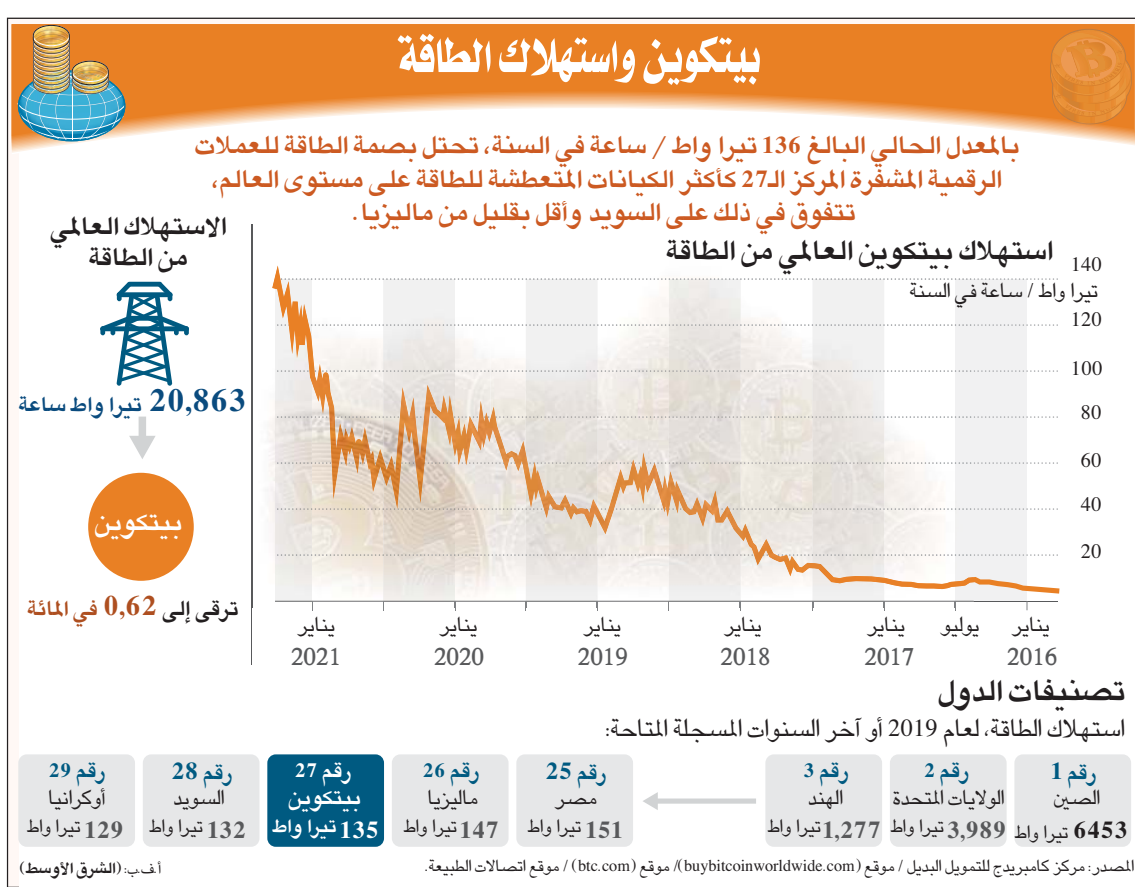 بيتكوين واستهلاك الطاقة
بالمعدل الحالي البالغ 136 تيرا واط / ساعة في السنة، تحتل بصمة الطاقة للعملات
الرقمية المشفرة المركز الـ27 كأكثر الكيانات المتعطشة للطاقة على مستوى العالم،
تتفوق في ذلك على السويد وأقل بقليل من ماليزيا.
استهلاك بيتكوين العالمي من الطاقة
تيرا واط / ساعة في السنة
140
120
100
80
60
40
20
يناير
2016
يوليو
يناير
2017
يناير
2018
يناير
2019
يناير
2020
يناير
2021
الاستهلاك العالمي
من الطاقة
20,863 تيرا واط ساعة
بيتكوين
ترقى إلى 0,62 في المائة
تصنيفات الدول
استهلاك الطاقة، لعام 2019 أو آخر السنوات المسجلة المتاحة:
رقم 1
الصين
6453 تيرا واط
رقم 2
الولايات المتحدة
3,989 تيرا واط
رقم 3
الهند
1,277 تيرا واط
رقم 25
مصر
151 تيرا واط
رقم 26
ماليزيا
147 تيرا واط
رقم 27
بيتكوين
135 تيرا واط
رقم 28
السويد
132 تيرا واط
رقم 29
أوكرانيا
129 تيرا واط
المصدر: مركز كامبريدج للتمويل البديل / موقع (buybitcoinworldwide.com)/ موقع (btc.com) / موقع اتصالات الطبيعة.
أ.ف.ب: (الشرق الأوسط)